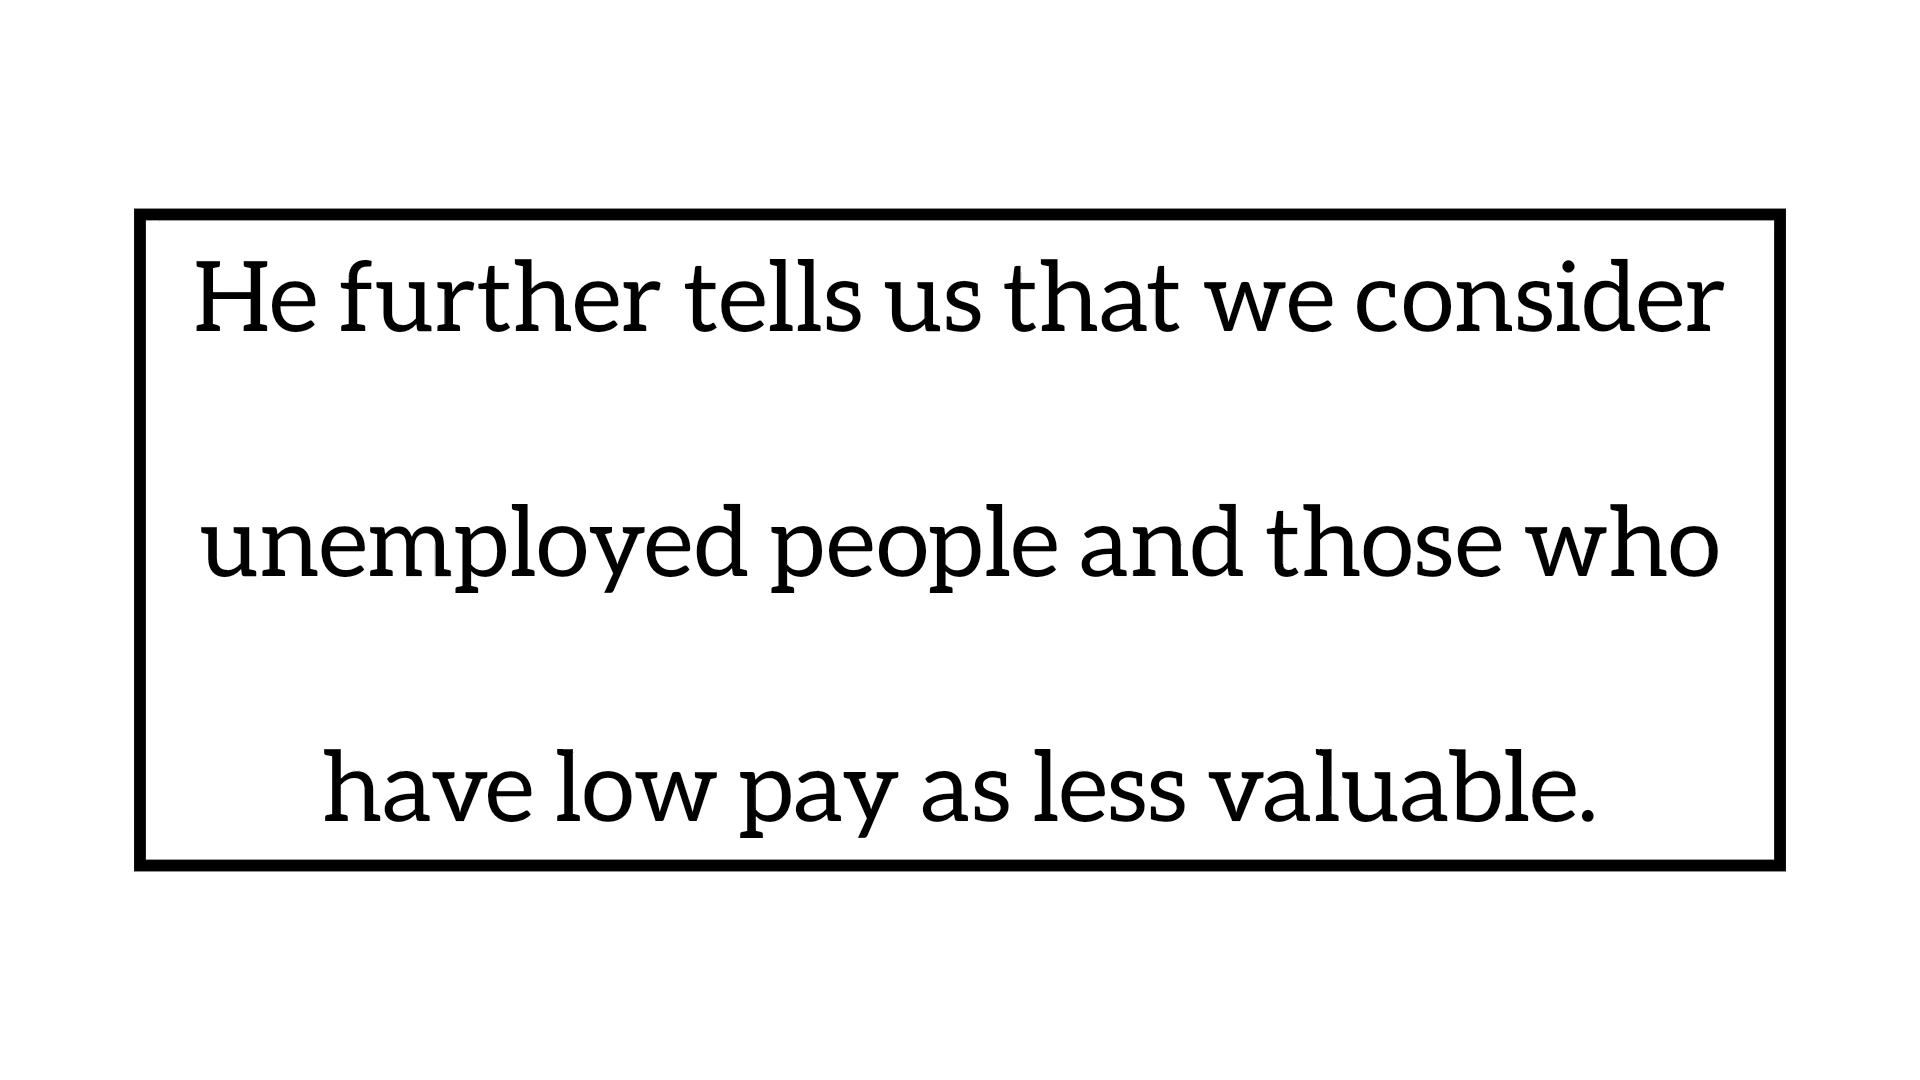 He further tells us that we consider
unemployed people and those who
have low pay as less valuable.